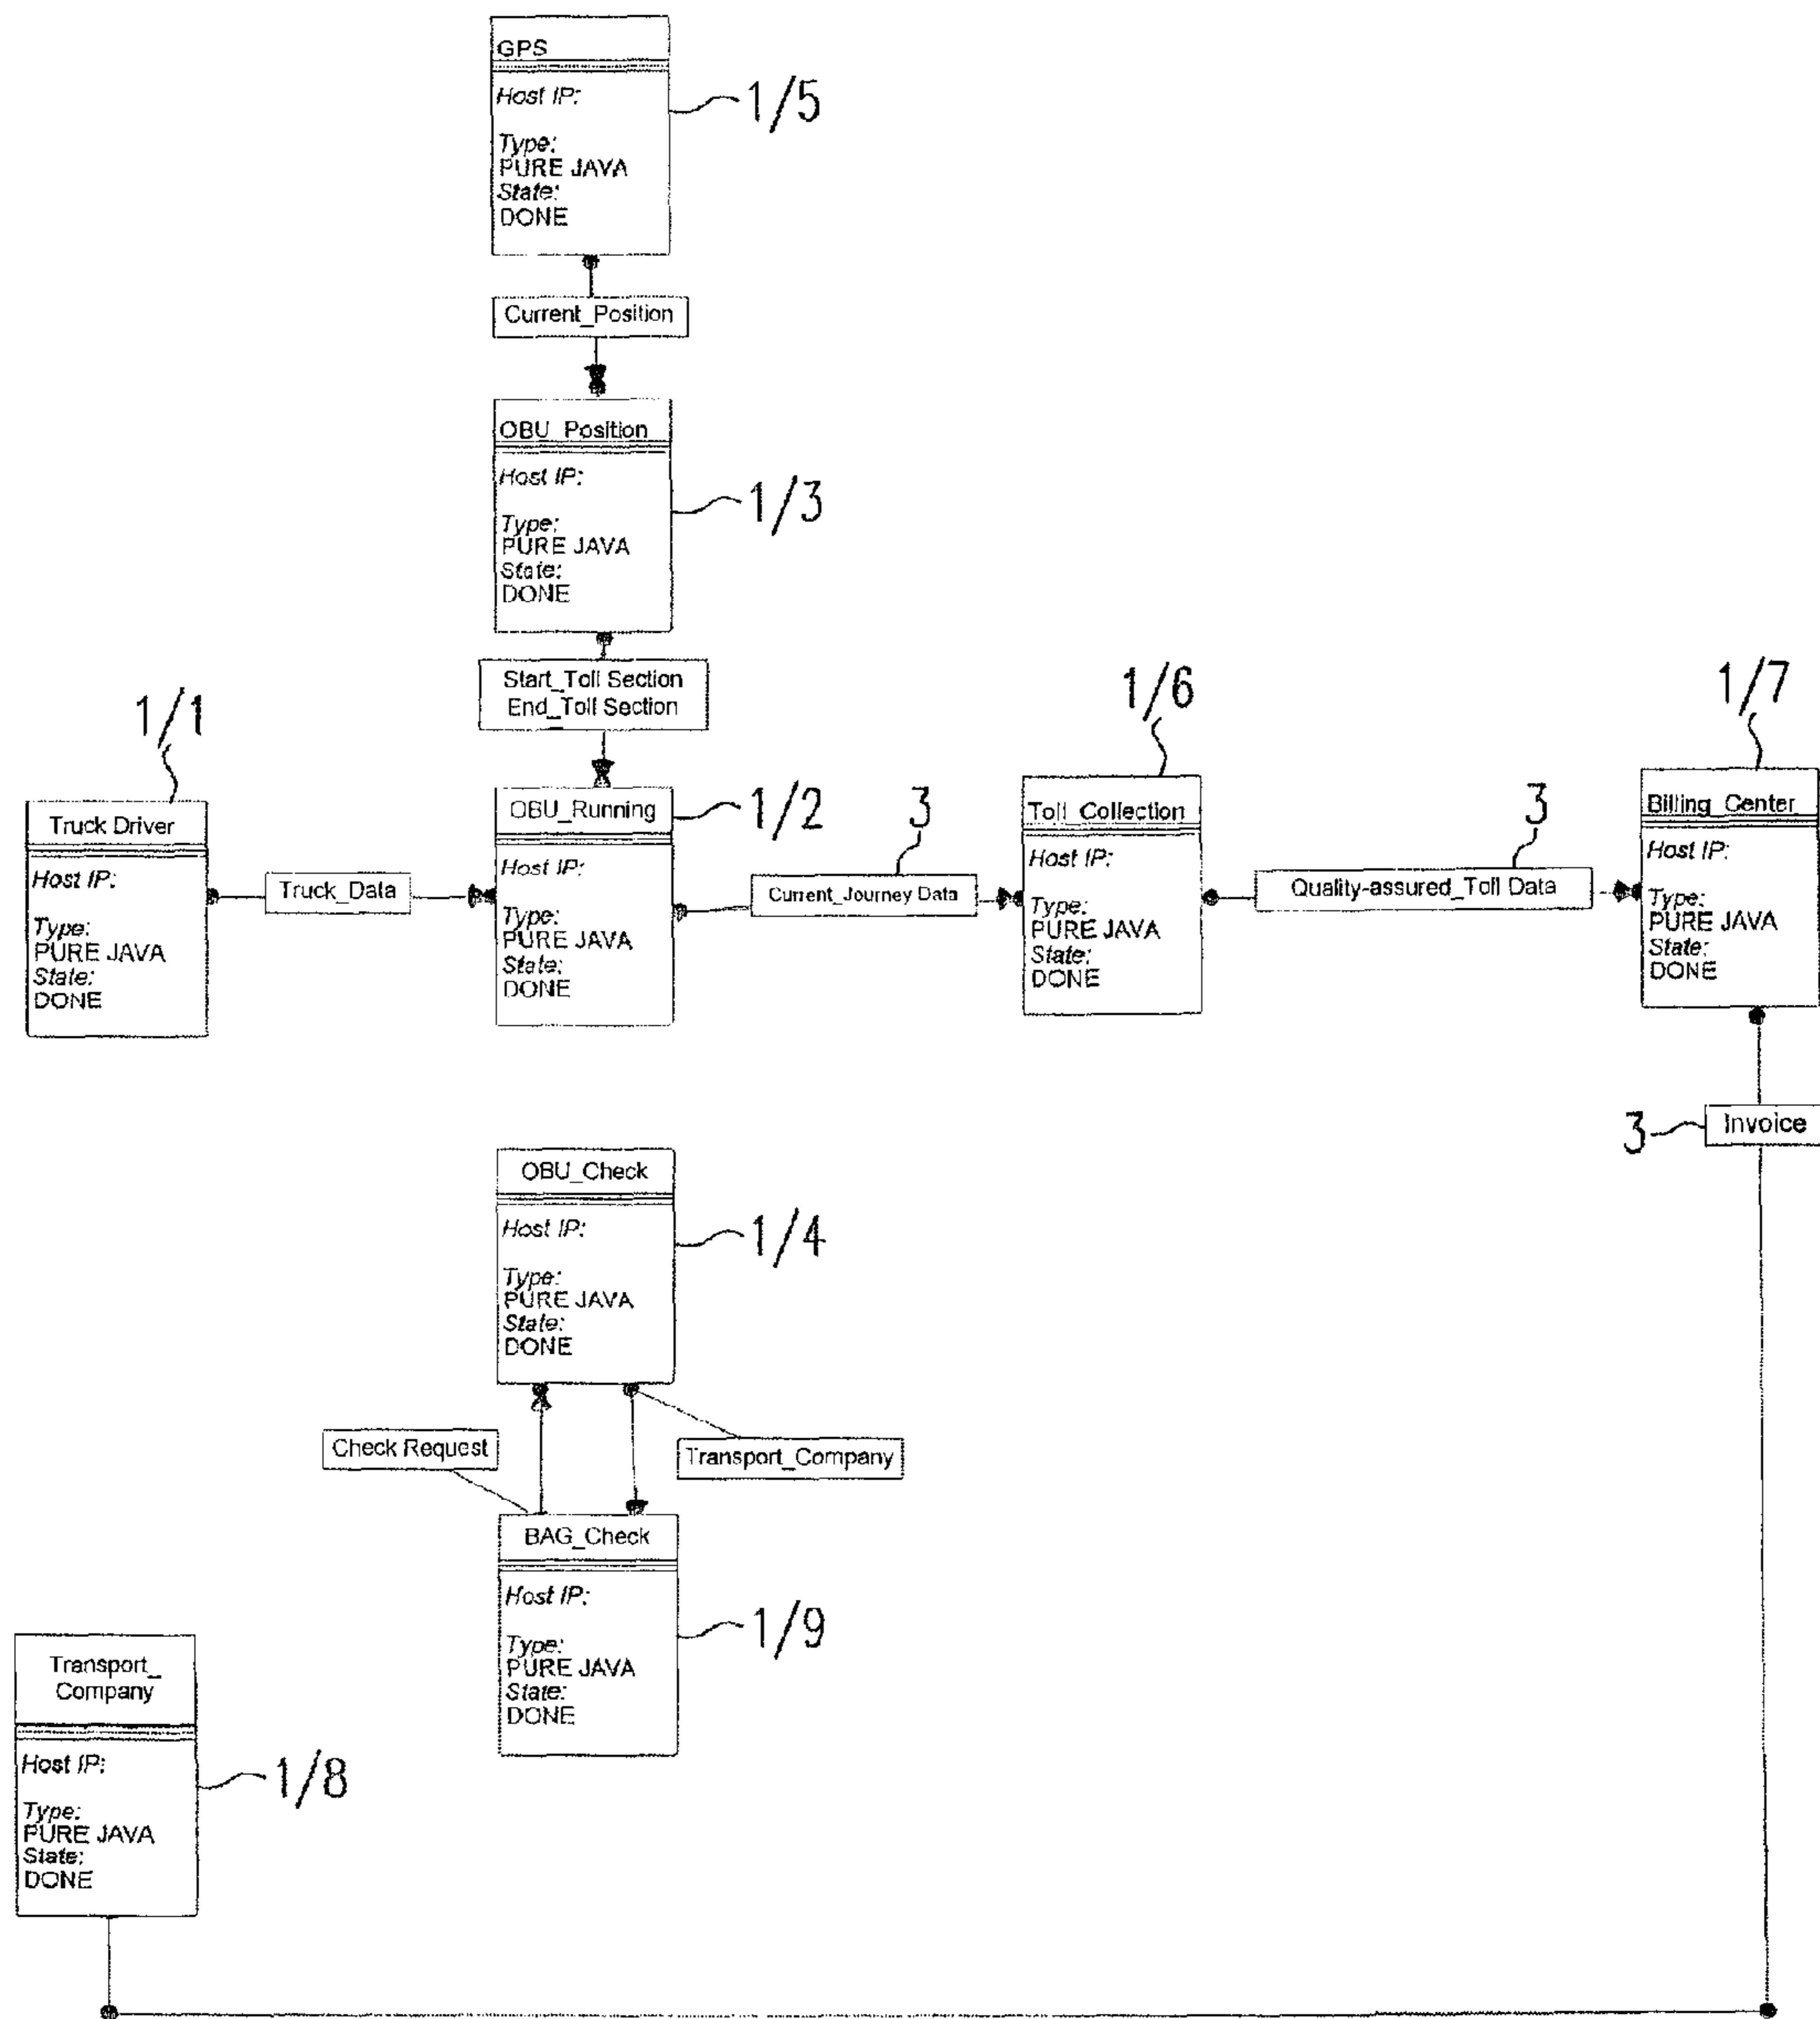 GPS
Host IP:
Type:
PURE JAVA
State:
DONE
1/5
Current_Position
OBU_Position
Host IP:
Type:
PURE JAVA
State:
DONE
1/3
Start_Toll Section
End_Toll Section
1/1
Truck Driver
Host IP:
Type:
PURE JAVA
State:
DONE
Truck_Data
OBU_Running
Host IP:
Type:
PURE JAVA
State:
DONE
1/2
3
Current_Journey Data
1/6
Toll_Collection
Host IP:
Type:
PURE JAVA
State:
DONE
3
Quality-assured_Toll Data
1/7
Billing_Center
Host IP:
Type:
PURE JAVA
State:
DONE
3
Invoice
OBU_Check
Host IP:
Type:
PURE JAVA
State:
DONE
1/4
Check Request
Transport_Company
BAG_Check
Host IP:
Type:
PURE JAVA
State:
DONE
1/9
Transport_
Company
Host IP:
Type:
PURE JAVA
State:
DONE
1/8